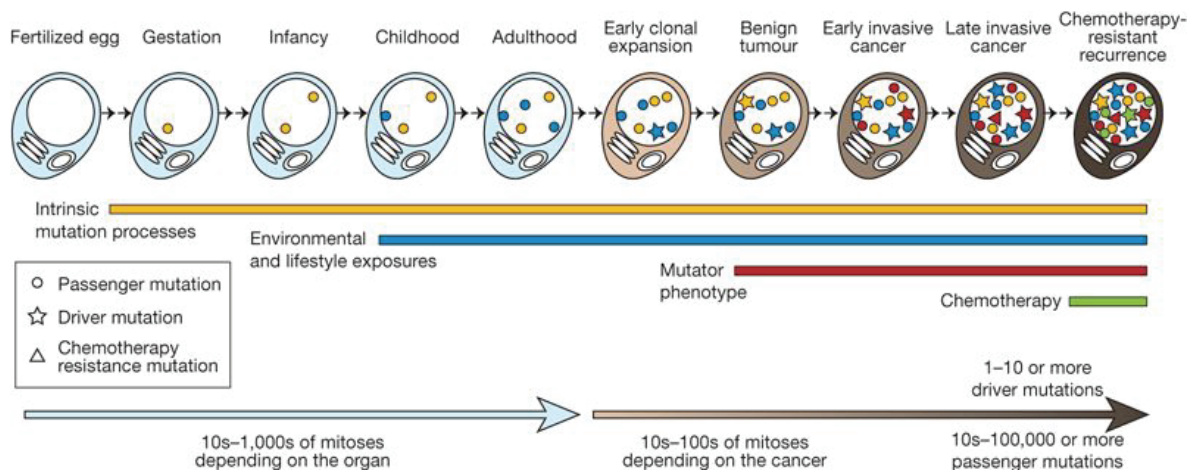 Fertilized egg
Gestation
Infancy
Childhood
Adulthood
Early clonal
expansion
Benign
tumour
Early invasive
cancer
Late invasive
cancer
Chemotherapy-
resistant
recurrence
Intrinsic
mutation processes
Environmental
and lifestyle exposures
Mutator
phenotype
Chemotherapy
Passenger mutation
Driver mutation
Chemotherapy
resistance mutation
1–10 or more
driver mutations
10s–1,000s of mitoses
depending on the organ
10s–100s of mitoses
depending on the cancer
10s–100,000 or more
passenger mutations